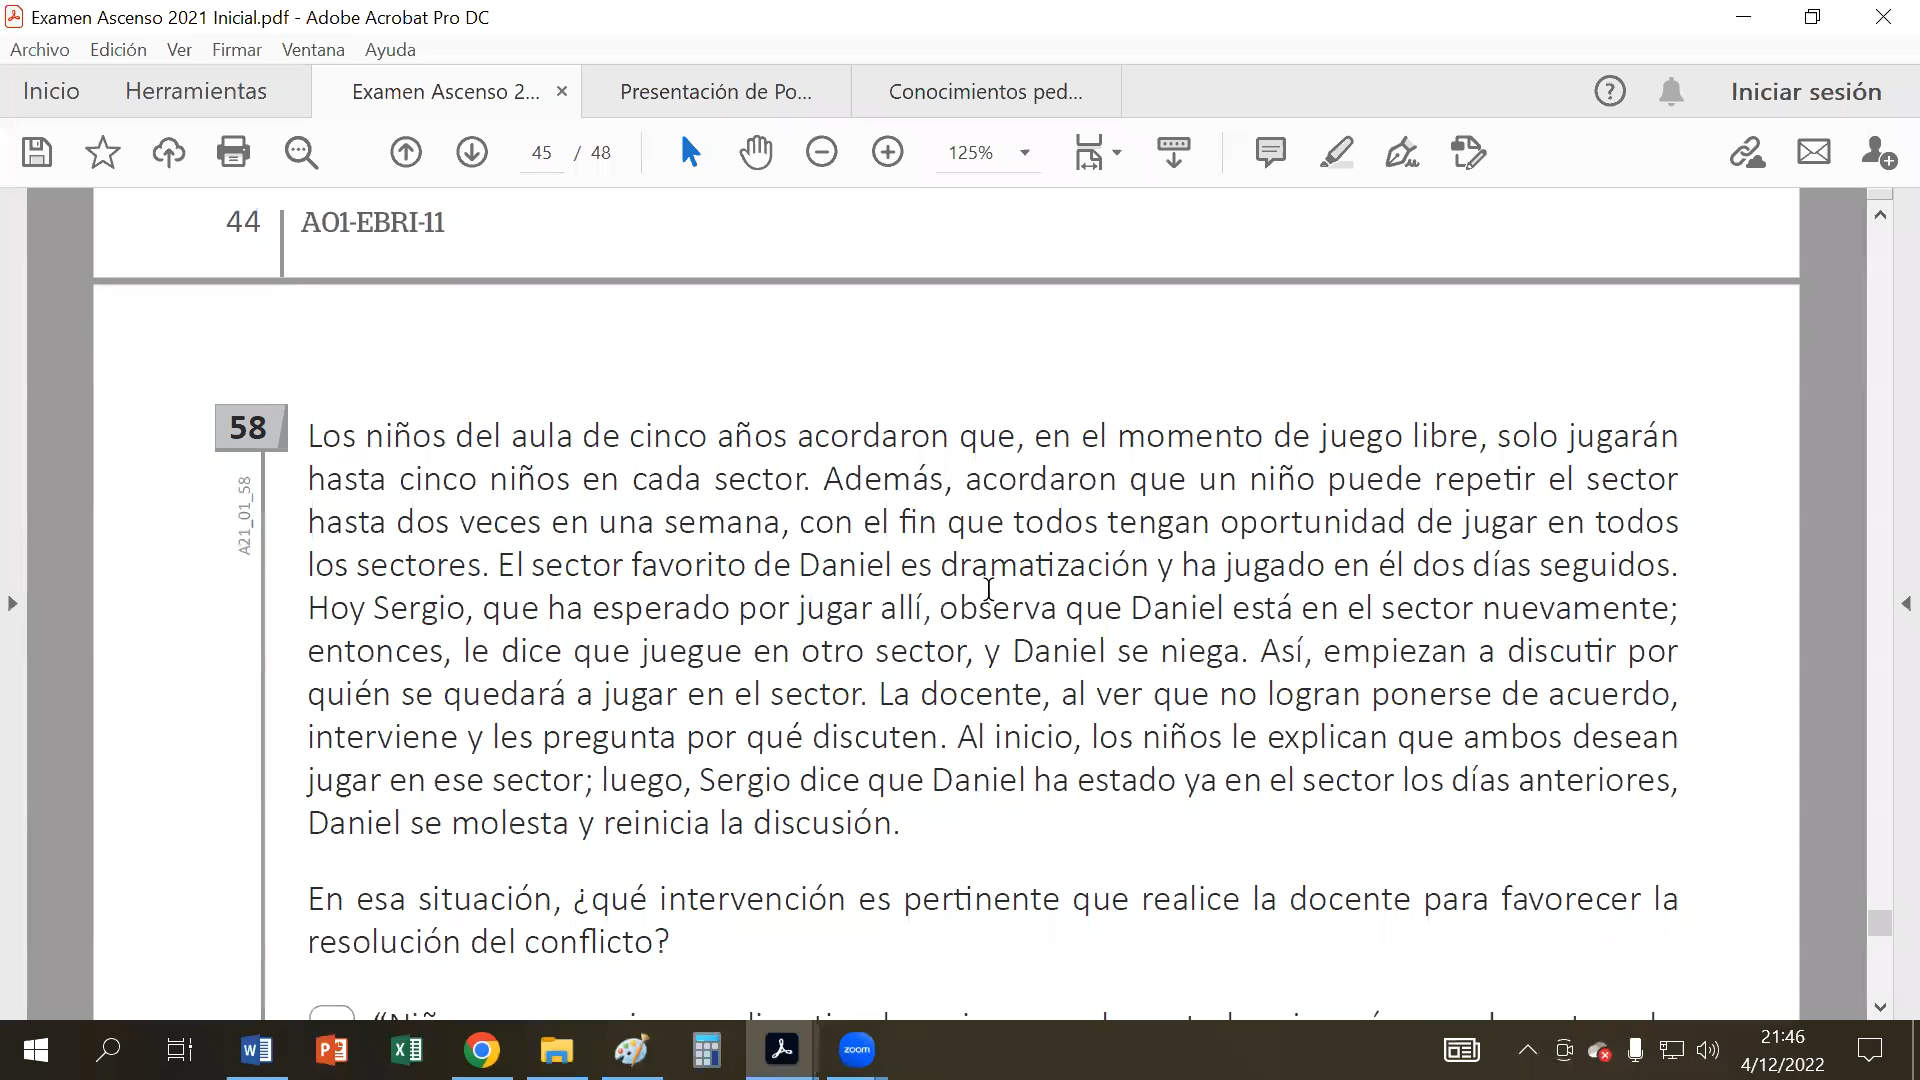 Examen Ascenso 2021 Inicial.pdf - Adobe Acrobat Pro DC
Archivo Edición Ver Firmar Ventana Ayuda
Inicio Herramientas Examen Ascenso 2... × Presentación de Po... Conocimientos ped... Iniciar sesión
45 / 48 125%
44 A01-EBRI-11
58
A21_01_58
Los niños del aula de cinco años acordaron que, en el momento de juego libre, solo jugarán
hasta cinco niños en cada sector. Además, acordaron que un niño puede repetir el sector
hasta dos veces en una semana, con el fin que todos tengan oportunidad de jugar en todos
los sectores. El sector favorito de Daniel es dramatización y ha jugado en él dos días seguidos.
Hoy Sergio, que ha esperado por jugar allí, observa que Daniel está en el sector nuevamente;
entonces, le dice que juegue en otro sector, y Daniel se niega. Así, empiezan a discutir por
quién se quedará a jugar en el sector. La docente, al ver que no logran ponerse de acuerdo,
interviene y les pregunta por qué discuten. Al inicio, los niños le explican que ambos desean
jugar en ese sector; luego, Sergio dice que Daniel ha estado ya en el sector los días anteriores,
Daniel se molesta y reinicia la discusión.
En esa situación, ¿qué intervención es pertinente que realice la docente para favorecer la
resolución del conflicto?
zoom
21:46
4/12/2022